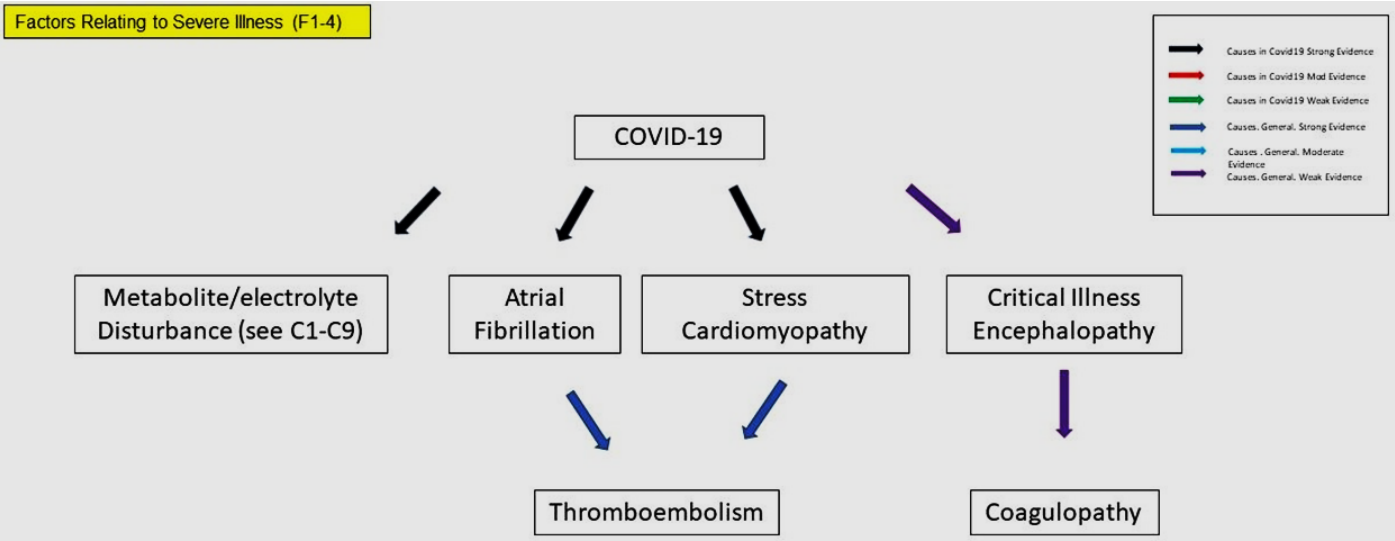 Factors Relating to Severe Illness (F1-4)
Causes in Covid19 Strong Evidence
Causes in Covid19 Mod Evidence
Causes in Covid19 Weak Evidence
Causes. General. Strong Evidence
Causes . General. Moderate
Evidence
Causes. General. Weak Evidence
COVID-19
Metabolite/electrolyte
Disturbance (see C1-C9)
Atrial
Fibrillation
Stress
Cardiomyopathy
Critical Illness
Encephalopathy
Thromboembolism
Coagulopathy